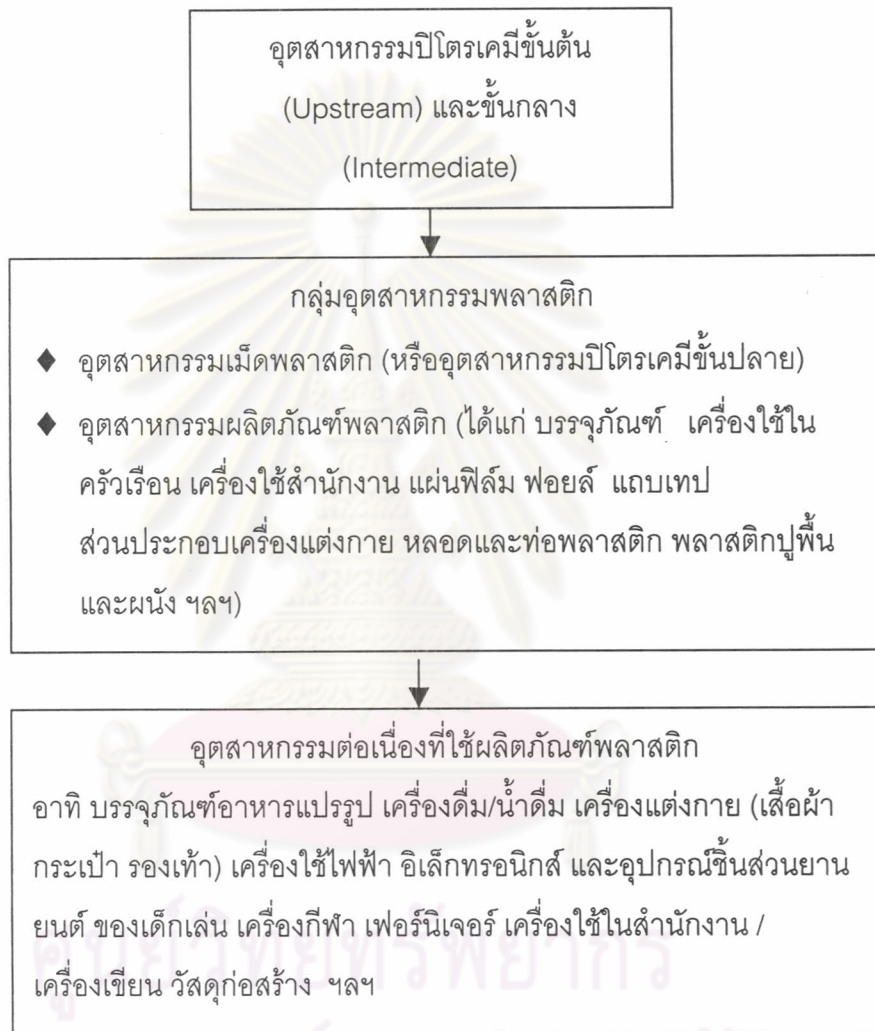 อุตสาหกรรมปิโตรเคมีขั้นต้น
(Upstream) และขั้นกลาง
(Intermediate)
กลุ่มอุตสาหกรรมพลาสติก
♦ อุตสาหกรรมเม็ดพลาสติก (หรืออุตสาหกรรมปิโตรเคมีขั้นปลาย)
♦ อุตสาหกรรมผลิตภัณฑ์พลาสติก (ได้แก่ บรรจุภัณฑ์ เครื่องใช้ใน
ครัวเรือน เครื่องใช้สำนักงาน แผ่นฟิล์ม ฟอยล์ แถบเทป
ส่วนประกอบเครื่องแต่งกาย หลอดและท่อพลาสติก พลาสติกปูพื้น
และผนัง ฯลฯ)
อุตสาหกรรมต่อเนื่องที่ใช้ผลิตภัณฑ์พลาสติก
อาทิ บรรจุภัณฑ์อาหารแปรรูป เครื่องดื่ม/น้ำดื่ม เครื่องแต่งกาย (เสื้อผ้า
กระเป๋า รองเท้า) เครื่องใช้ไฟฟ้า อิเล็กทรอนิกส์ และอุปกรณ์ชิ้นส่วนยาน
ยนต์ ของเด็กเล่น เครื่องกีฬา เฟอร์นิเจอร์ เครื่องใช้ในสำนักงาน /
ศูนย์วิทยทรัพยากร
เครื่องเขียน วัสดุก่อสร้าง ฯลฯ